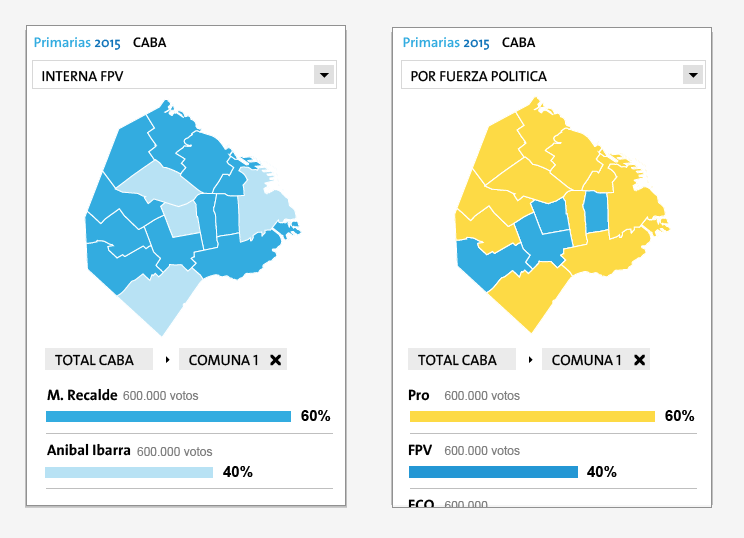 Primarias 2015 CABA
INTERNA FPV
TOTAL CABA COMUNA 1
M. Recalde 600.000 votos
60%
Anibal Ibarra 600.000 votos
40%
Primarias 2015 CABA
POR FUERZA POLITICA
TOTAL CABA COMUNA 1
Pro 600.000 votos
60%
FPV 600.000 votos
40%
ECO 600.000